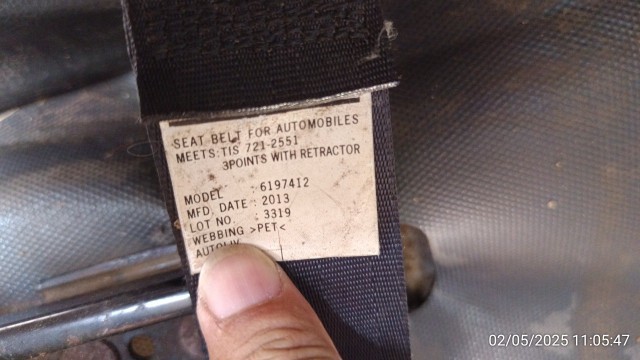 SEAT BELT FOR AUTOMOBILES
MEETS:TIS 721-2551
3POINTS WITH RETRACTOR
MODEL : 6197412
MFD. DATE : 2013
LOT NO. : 3319
WEBBING >PET<
AUTOLIV
02/05/2025 11:05:47